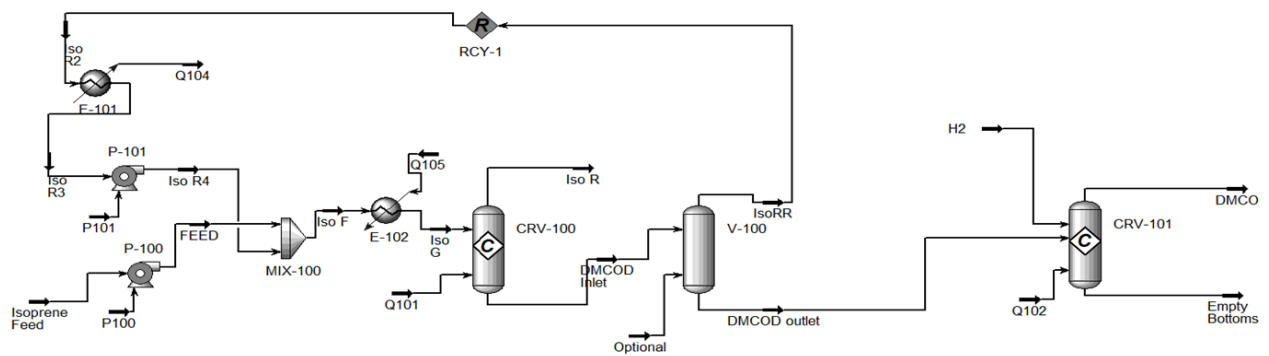 R
RCY-1
Iso
R2
Q104
E-101
H2
P-101
Iso R4
Q105
Iso R
DMCO
Iso
R3
P101
FEED
Iso F
IsoRR
P-100
E-102
Iso
G
CRV-100
C
V-100
CRV-101
C
MIX-100
DMCOD
Inlet
Q101
Isoprene
Feed
P100
Q102
Empty
Bottoms
DMCOD outlet
Optional